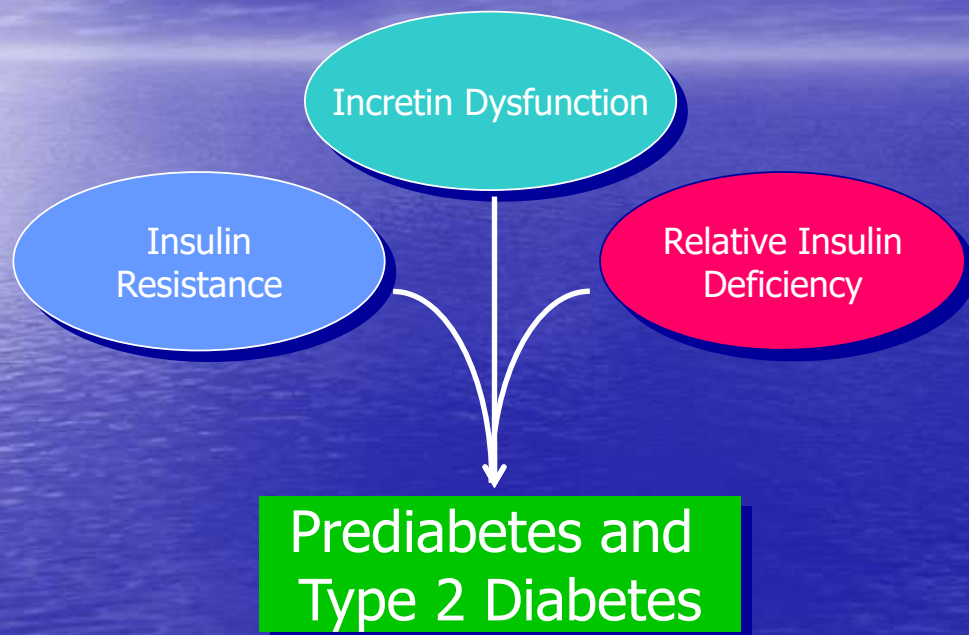 Incretin Dysfunction
Insulin
Resistance
Relative Insulin
Deficiency
Prediabetes and
Type 2 Diabetes